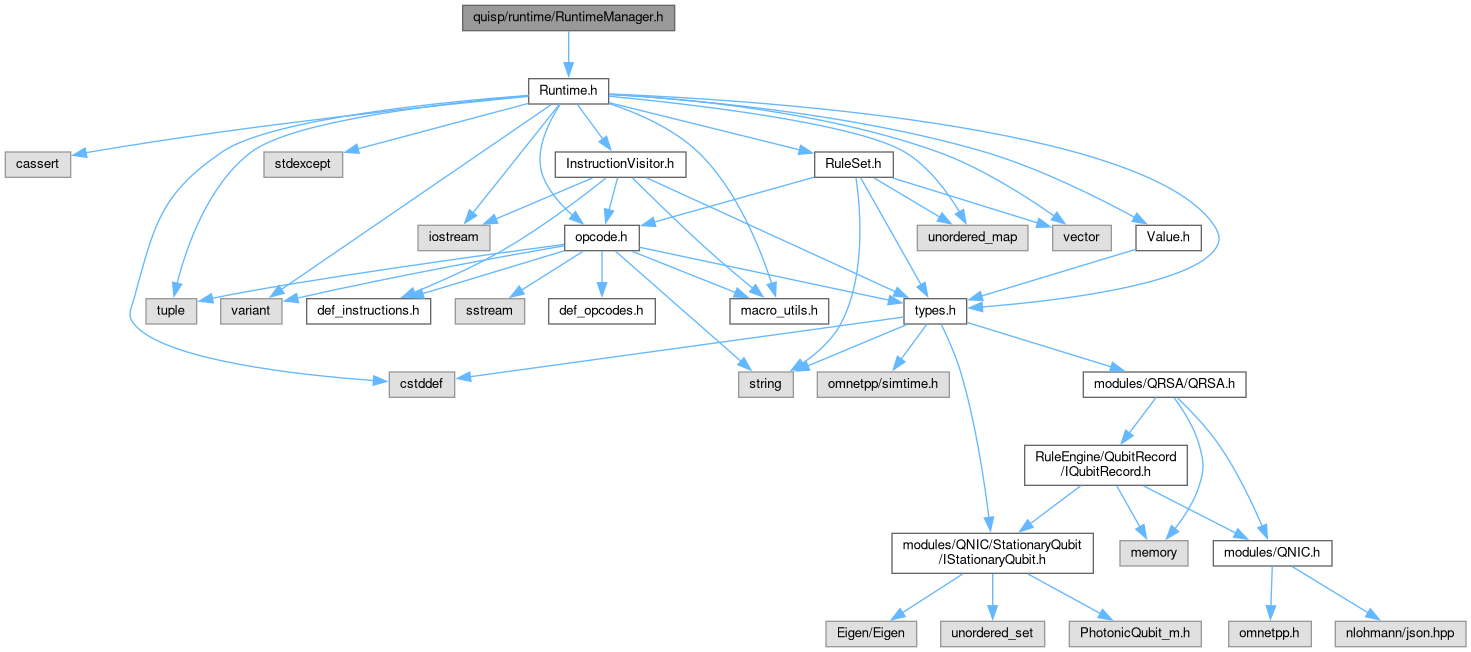 quisp/runtime/RuntimeManager.h
Runtime.h
cassert
stdexcept
InstructionVisitor.h
RuleSet.h
iostream
opcode.h
unordered_map
vector
Value.h
tuple
variant
def_instructions.h
sstream
def_opcodes.h
macro_utils.h
types.h
cstddef
string
omnetpp/simtime.h
modules/QRSA/QRSA.h
RuleEngine/QubitRecord
/IQubitRecord.h
modules/QNIC/StationaryQubit
/IStationaryQubit.h
memory
modules/QNIC.h
Eigen/Eigen
unordered_set
PhotonicQubit_m.h
omnetpp.h
nlohmann/json.hpp